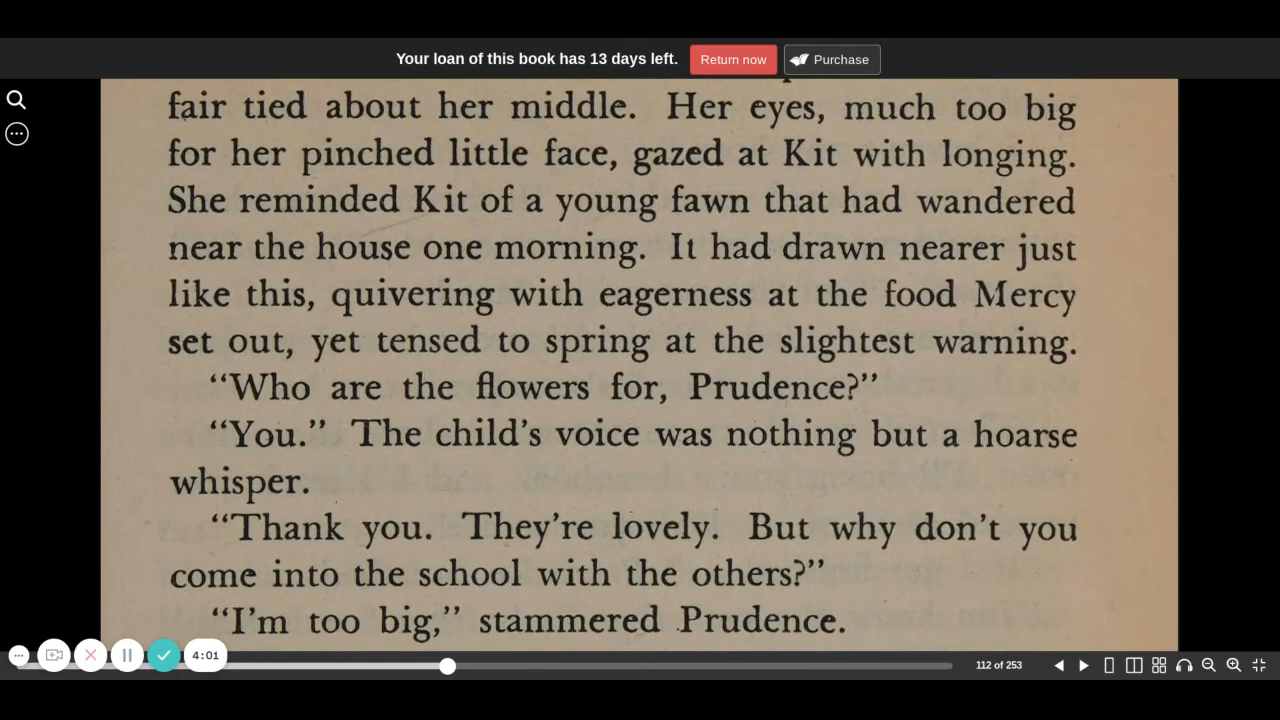 Your loan of this book has 13 days left. Return now Purchase
fair tied about her middle. Her eyes, much too big
for her pinched little face, gazed at Kit with longing.
She reminded Kit of a young fawn that had wandered
near the house one morning. It had drawn nearer just
like this, quivering with eagerness at the food Mercy
set out, yet tensed to spring at the slightest warning.
“Who are the flowers for, Prudence?”
“You.” The child’s voice was nothing but a hoarse
whisper.
“Thank you. They’re lovely. But why don’t you
come into the school with the others?”
“I’m too big,” stammered Prudence.
4:01
112 of 253